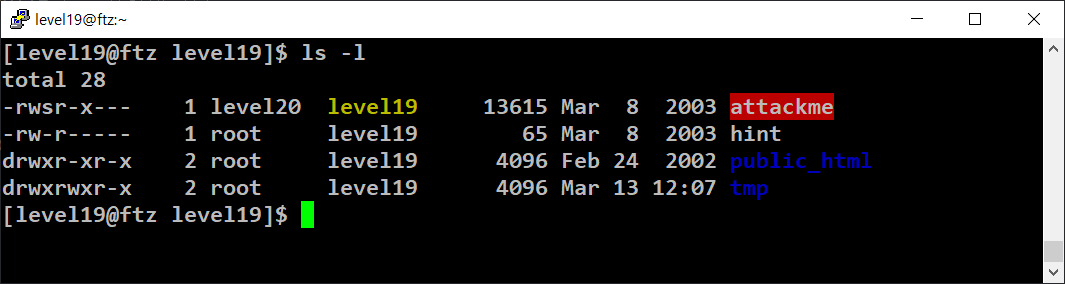 level19@ftz:~
[level19@ftz level19]$ ls -l
total 28
-rwsr-x---    1 level20  level19     13615 Mar  8  2003 attackme
-rw-r-----    1 root     level19        65 Mar  8  2003 hint
drwxr-xr-x    2 root     level19      4096 Feb 24  2002 public_html
drwxrwxr-x    2 root     level19      4096 Mar 13 12:07 tmp
[level19@ftz level19]$